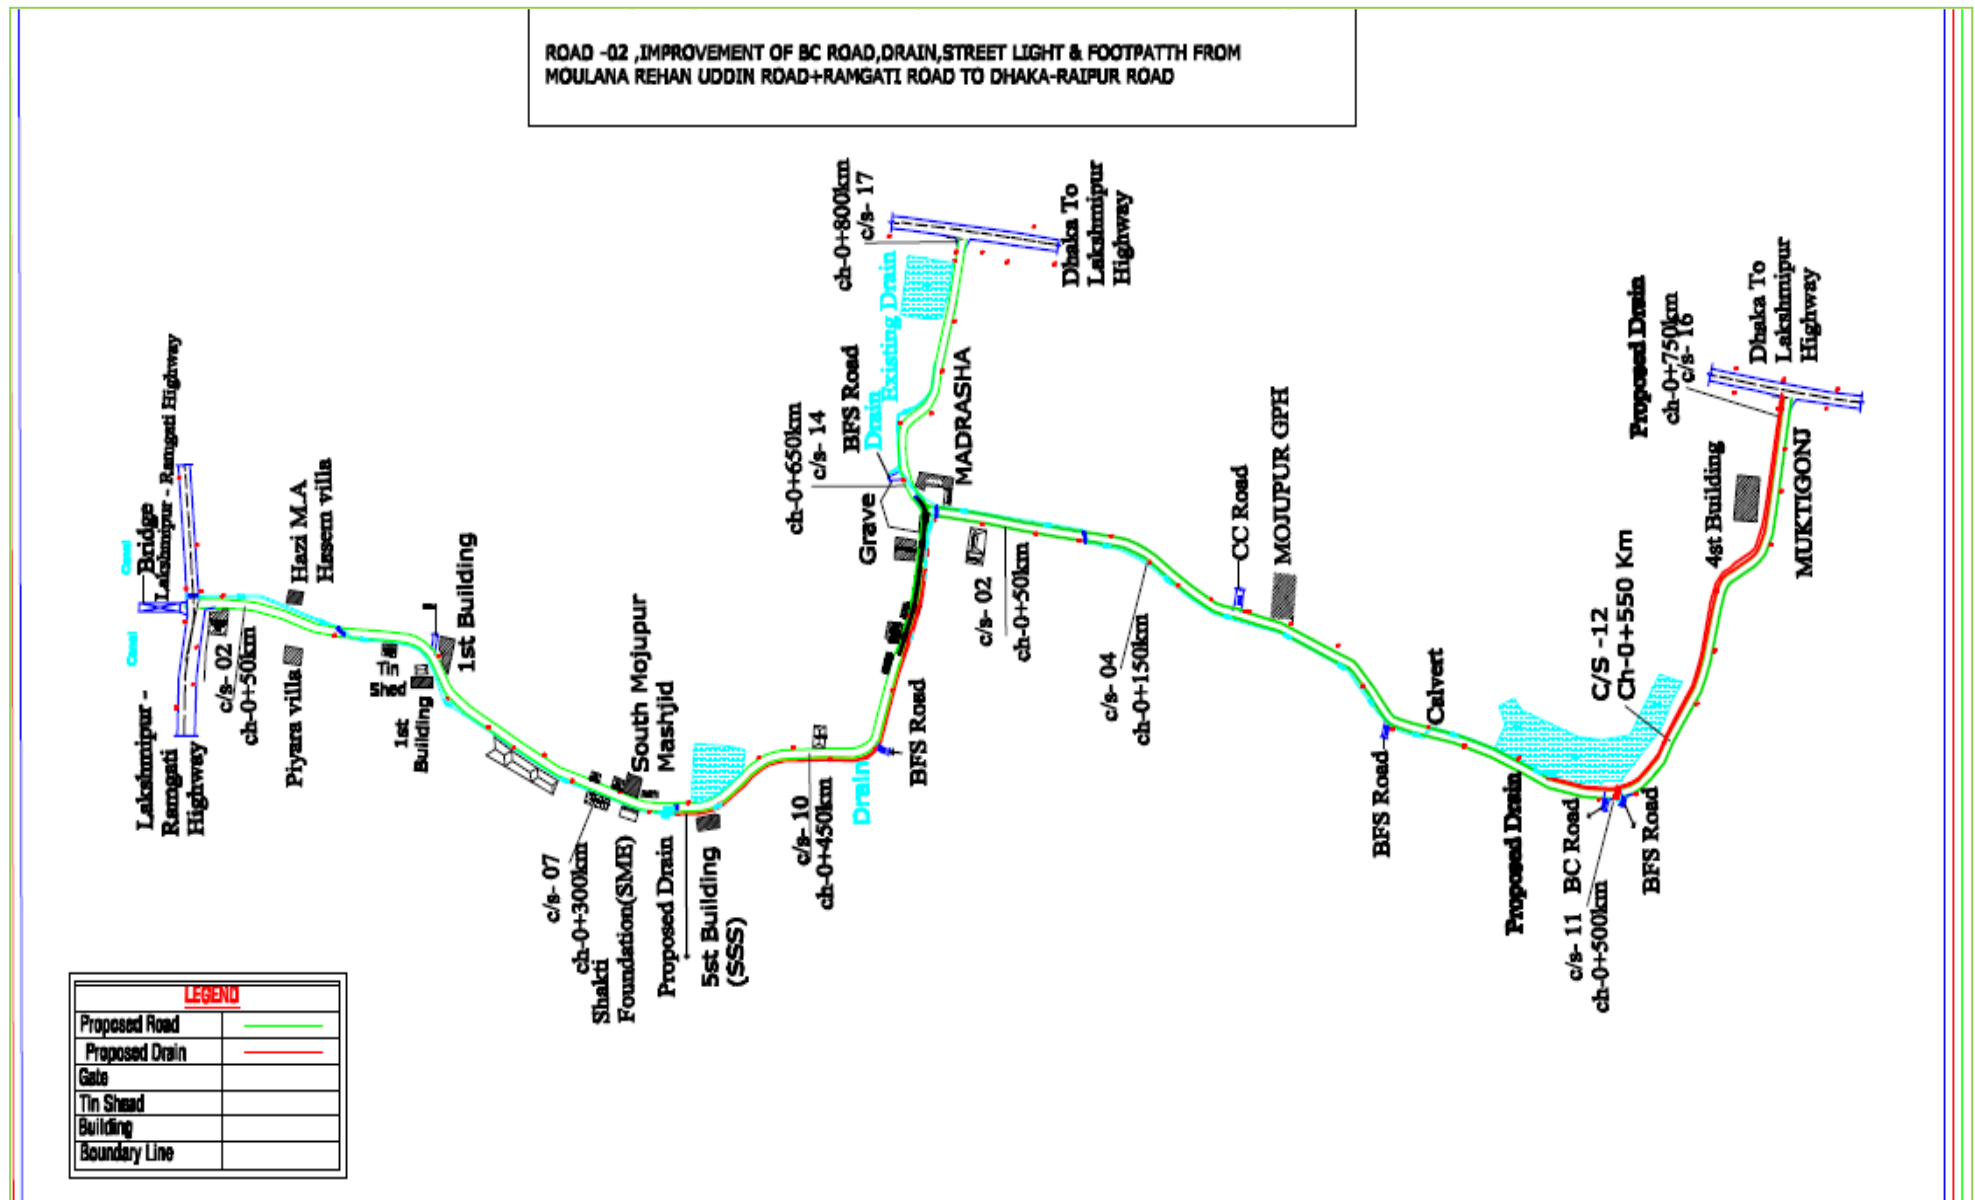 ROAD -02 ,IMPROVEMENT OF BC ROAD,DRAIN,STREET LIGHT & FOOTPATTH FROM
MOULANA REHAN UDDIN ROAD+RAMGATI ROAD TO DHAKA-RAIPUR ROAD
Canal
Bridge
Lakshmipur - Ramgati Highway
Canal
Lakshmipur -
Ramgati
Highway
c/s- 02
ch-0+50km
Hazi M.A
Hasem villa
Piyara villa
Tin
Shed
1st
Building
1st Building
South Mojupur
Mashjid
c/s- 07
ch-0+300km
Shakti
Foundation(SME)
Proposed Drain
5st Building
(SSS)
c/s- 10
ch-0+450km
Drain
BFS Road
ch-0+800km
c/s- 17
Dhaka To
Lakshmipur
Highway
Existing Drain
Drain
BFS Road
ch-0+650km
c/s- 14
MADRASHA
Grave
c/s- 02
ch-0+50km
c/s- 04
ch-0+150km
CC Road
MOJUPUR GPH
BFS Road
Calvert
Proposed Drain
BC Road
c/s- 11
ch-0+500km
BFS Road
C/S -12
Ch-0+550 Km
4st Building
MUKTIGONJ
Proposed Drain
ch-0+750km
c/s- 16
Dhaka To
Lakshmipur
Highway
LEGEND
Proposed Road
Proposed Drain
Gate
Tin Shead
Building
Boundary Line